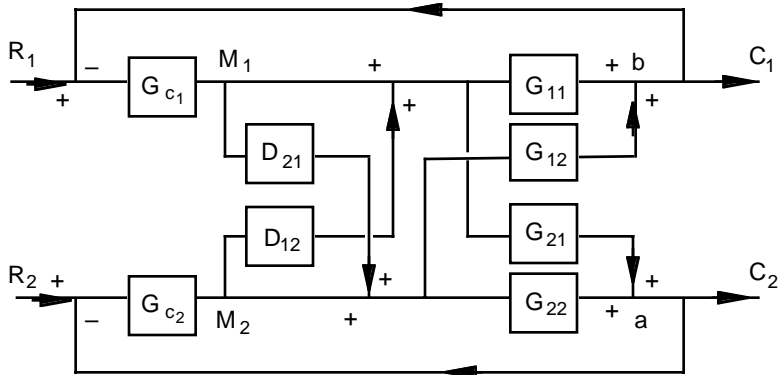 R1 – M1 + + b C1
+ Gc1 + G11 +
D21 G12
D12 G21
R2 + + + C2
– Gc2 M2 + G22 + a